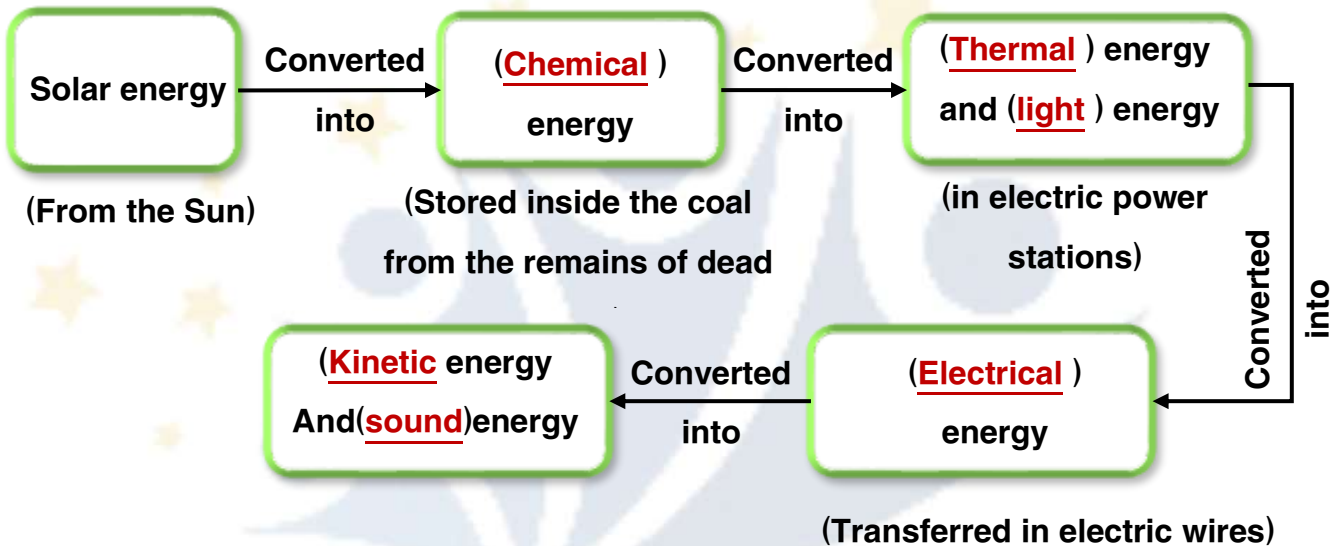 Solar energy
(From the Sun)
Converted
into
(Chemical )
energy
(Stored inside the coal
from the remains of dead
Converted
into
(Thermal ) energy
and (light ) energy
(in electric power
stations)
Converted
into
(Electrical )
energy
(Transferred in electric wires)
Converted
into
(Kinetic energy
And(sound)energy